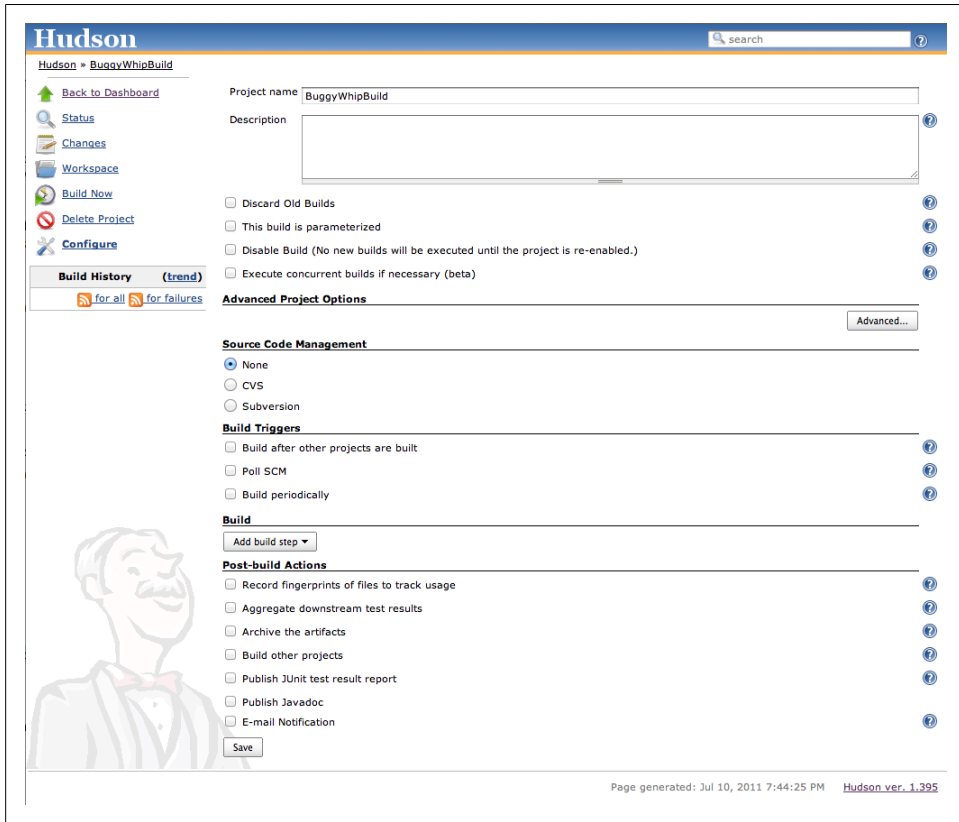 Hudson
search
Hudson » BuggyWhipBuild
Back to Dashboard
Status
Changes
Workspace
Build Now
Delete Project
Configure
Build History (trend)
for all for failures
Project name BuggyWhipBuild
Description
Discard Old Builds
This build is parameterized
Disable Build (No new builds will be executed until the project is re-enabled.)
Execute concurrent builds if necessary (beta)
Advanced Project Options
Advanced...
Source Code Management
None
CVS
Subversion
Build Triggers
Build after other projects are built
Poll SCM
Build periodically
Build
Add build step
Post-build Actions
Record fingerprints of files to track usage
Aggregate downstream test results
Archive the artifacts
Build other projects
Publish JUnit test result report
Publish Javadoc
E-mail Notification
Save
Page generated: Jul 10, 2011 7:44:25 PM Hudson ver. 1.395